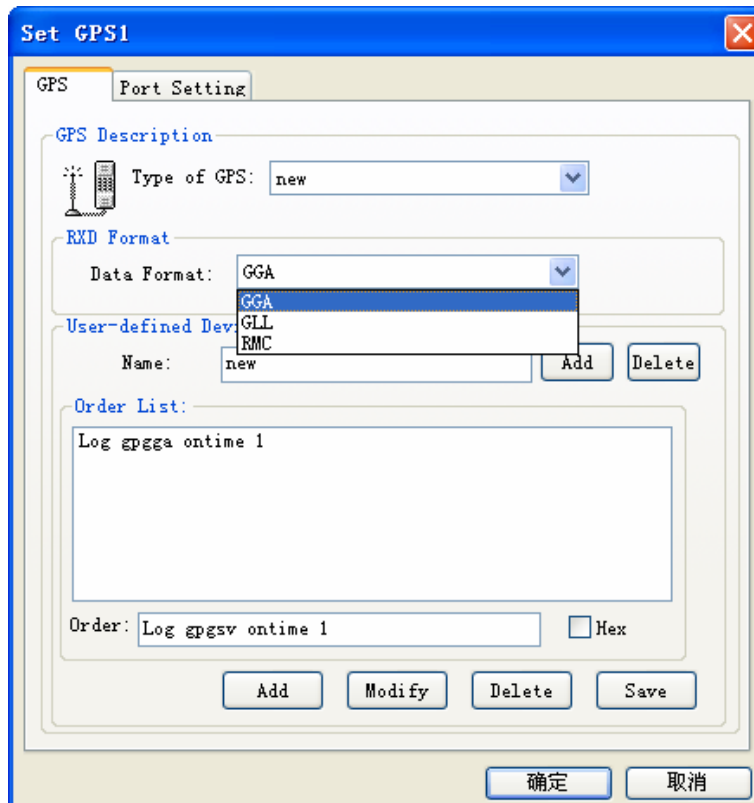 Set GPS1
GPS
Port Setting
GPS Description
Type of GPS:
new
RXD Format
Data Format:
GGA
GGA
GLL
RMC
User-defined
Name:
new
Add
Delete
Order List:
Log gpgga ontime 1
Order:
Log gpgsv ontime 1
Hex
Add
Modify
Delete
Save
确定
取消